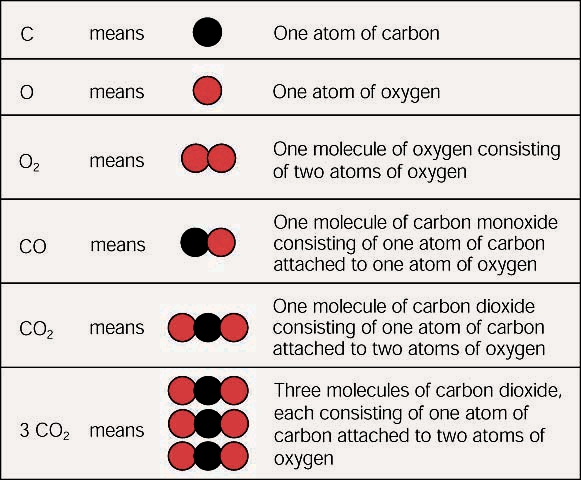 C means One atom of carbon
O means One atom of oxygen
O₂ means One molecule of oxygen consisting
of two atoms of oxygen
CO means One molecule of carbon monoxide
consisting of one atom of carbon
attached to one atom of oxygen
CO₂ means One molecule of carbon dioxide
consisting of one atom of carbon
attached to two atoms of oxygen
3 CO₂ means Three molecules of carbon dioxide,
each consisting of one atom of
carbon attached to two atoms of
oxygen